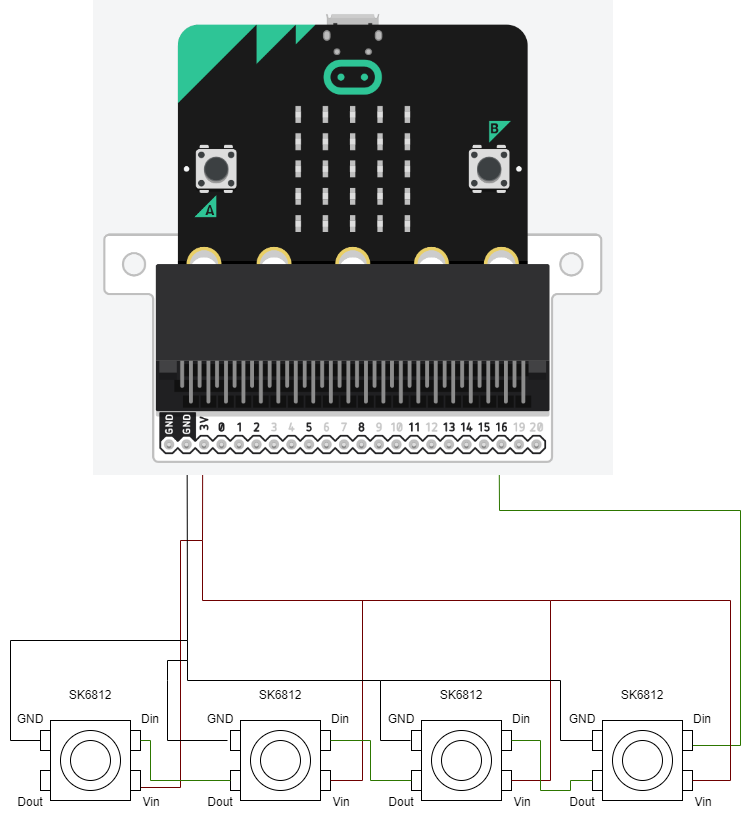 B
A
GND GND 3V 0 1 2 3 4 5 6 7 8 9 10 11 12 13 14 15 16 19 20
SK6812 SK6812 SK6812 SK6812
GND Din GND Din GND Din GND Din
Dout Vin Dout Vin Dout Vin Dout Vin